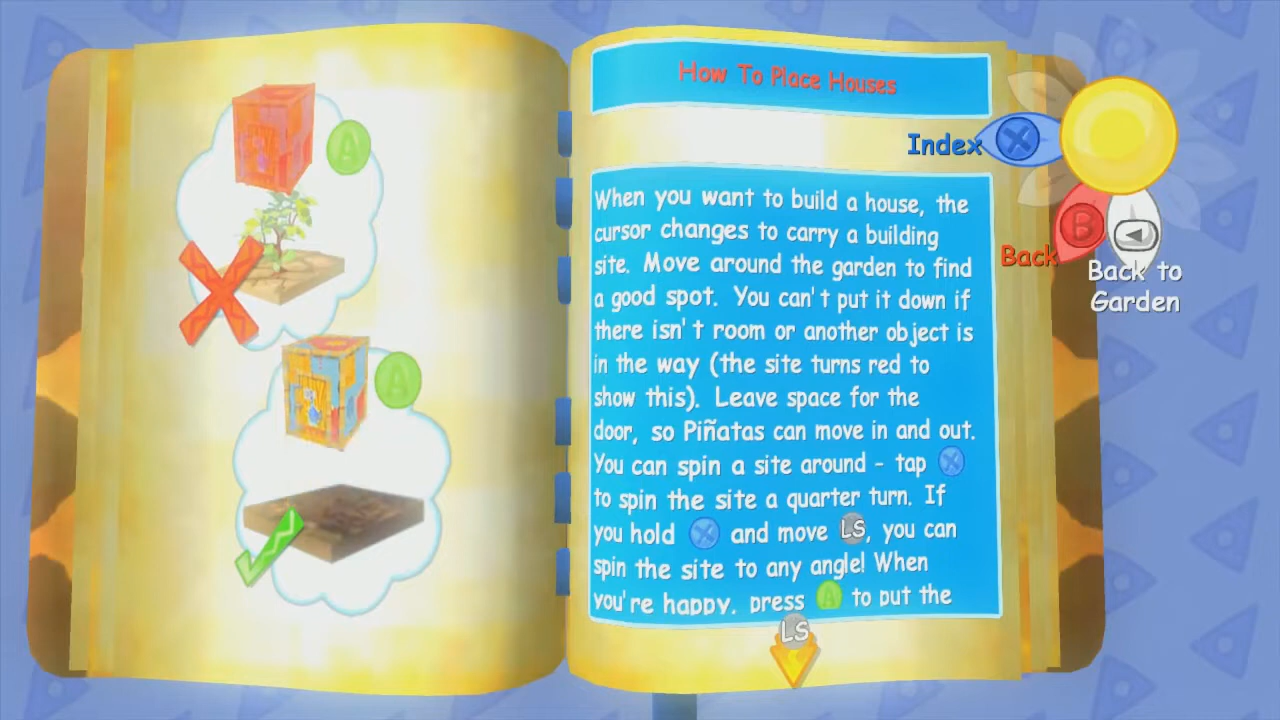 How To Place Houses
A
Index X
When you want to build a house, the
cursor changes to carry a building
site. Move around the garden to find
a good spot. You can't put it down if
there isn't room or another object is
in the way (the site turns red to
show this). Leave space for the
door, so Piñatas can move in and out.
You can spin a site around - tap X
to spin the site a quarter turn. If
you hold X and move LS, you can
spin the site to any angle! When
you're happy, press A to put the
B
Back
Back to
Garden
A
LS